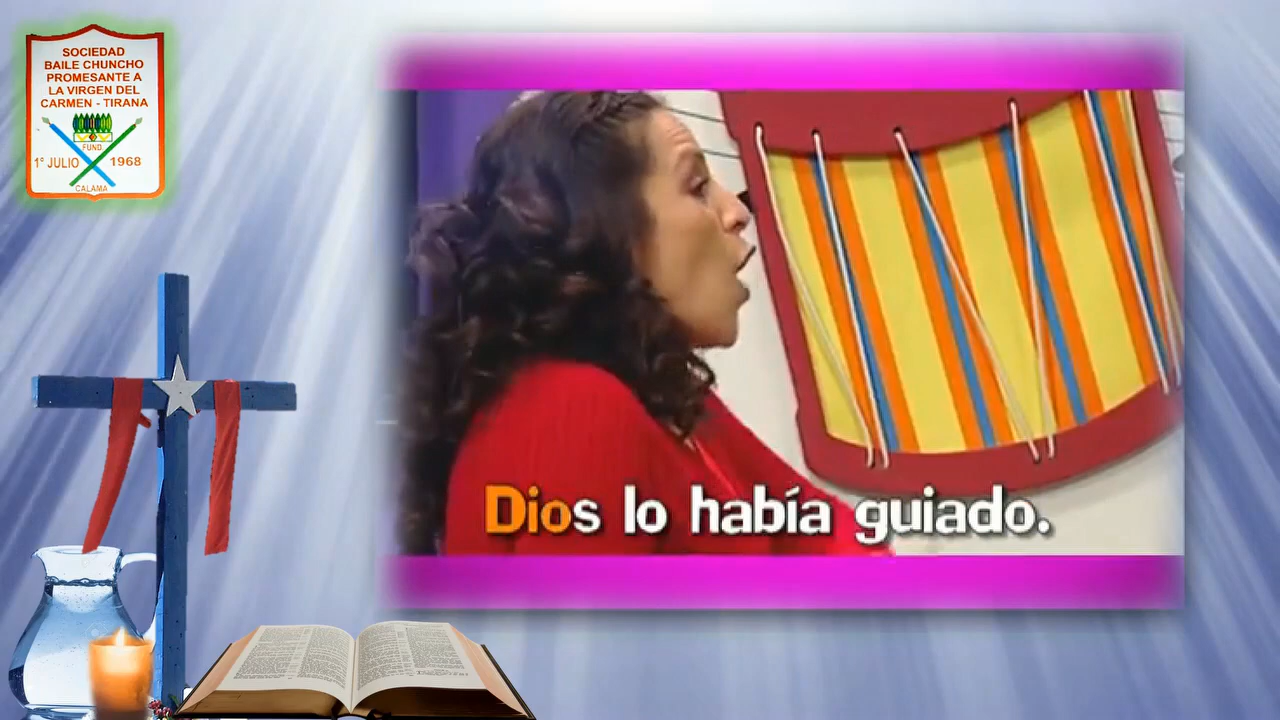 SOCIEDAD
BAILE CHUNCHO
PROMESANTE A
LA VIRGEN DEL
CARMEN - TIRANA
FUND
1° JULIO 1968
CALAMA
Dios lo había guiado.